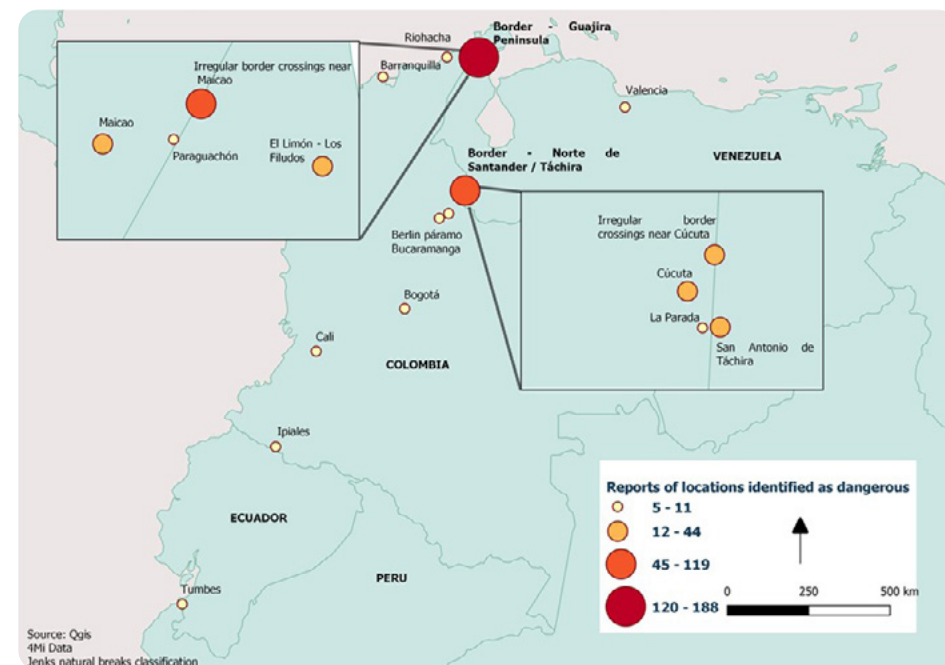 Riohacha
Border - Guajira
Peninsula
Barranquilla
Irregular border crossings near
Maicao
Maicao
Paraguachón
El Limón - Los
Filudos
Valencia
VENEZUELA
Border - Norte de
Santander / Táchira
Berlin páramo
Bucaramanga
Irregular border
crossings near Cúcuta
Cúcuta
La Parada
San Antonio de
Táchira
Bogotá
Cali
COLOMBIA
Ipiales
ECUADOR
PERU
Tumbes
Reports of locations identified as dangerous
5 - 11
12 - 44
45 - 119
120 - 188
0 250 500 km
Source: Qgis
4Mi Data
Jenks natural breaks classification